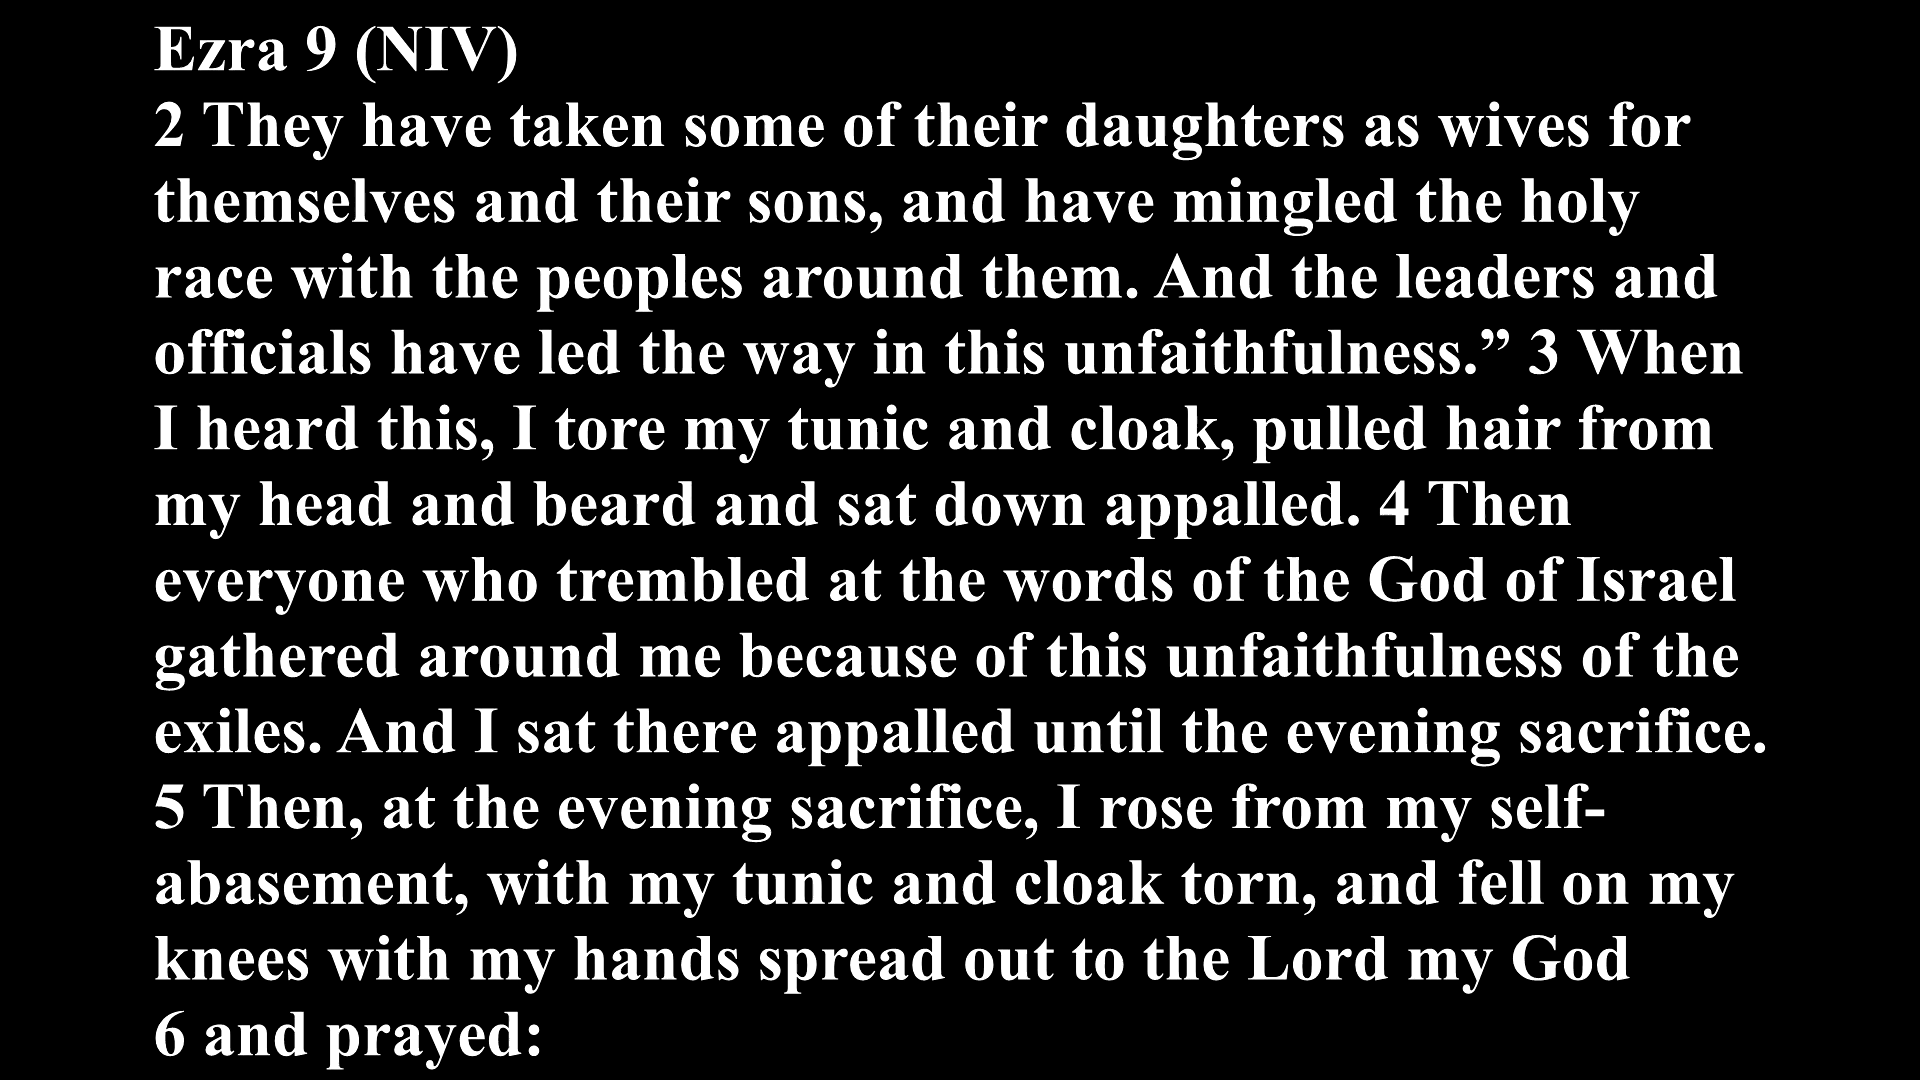 Ezra 9 (NIV)
2 They have taken some of their daughters as wives for
themselves and their sons, and have mingled the holy
race with the peoples around them. And the leaders and
officials have led the way in this unfaithfulness.” 3 When
I heard this, I tore my tunic and cloak, pulled hair from
my head and beard and sat down appalled. 4 Then
everyone who trembled at the words of the God of Israel
gathered around me because of this unfaithfulness of the
exiles. And I sat there appalled until the evening sacrifice.
5 Then, at the evening sacrifice, I rose from my self-
abasement, with my tunic and cloak torn, and fell on my
knees with my hands spread out to the Lord my God
6 and prayed: